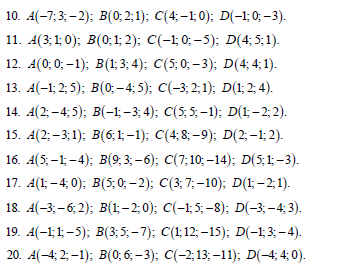 10. A(−7; 3; −2); B(0; 2; 1); C(4; −1; 0); D(−1; 0; −3).
11. A(3; 1; 0); B(0; 1; 2); C(−1; 0; −5); D(4; 5; 1).
12. A(0; 0; −1); B(1; 3; 4); C(5; 0; −3); D(4; 4; 1).
13. A(−1; 2; 5); B(0; −4; 5); C(−3; 2; 1); D(1; 2; 4).
14. A(2; −4; 5); B(−1; −3; 4); C(5; 5; −1); D(1; −2; 2).
15. A(2; −3; 1); B(6; 1; −1); C(4; 8; −9); D(2; −1; 2).
16. A(5; −1; −4); B(9; 3; −6); C(7; 10; −14); D(5; 1; −3).
17. A(1; −4; 0); B(5; 0; −2); C(3; 7; −10); D(1; −2; 1).
18. A(−3; −6; 2); B(1; −2; 0); C(−1; 5; −8); D(−3; −4; 3).
19. A(−1; 1; −5); B(3; 5; −7); C(1; 12; −15); D(−1; 3; −4).
20. A(−4; 2; −1); B(0; 6; −3); C(−2; 13; −11); D(−4; 4; 0).